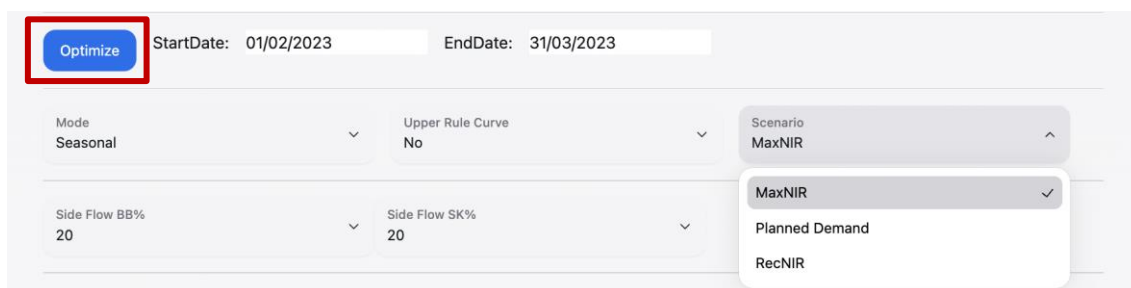 Optimize StartDate: 01/02/2023 EndDate: 31/03/2023
Mode Upper Rule Curve Scenario
Seasonal No MaxNIR
MaxNIR
Side Flow BB% Side Flow SK%
20 20
Planned Demand
RecNIR